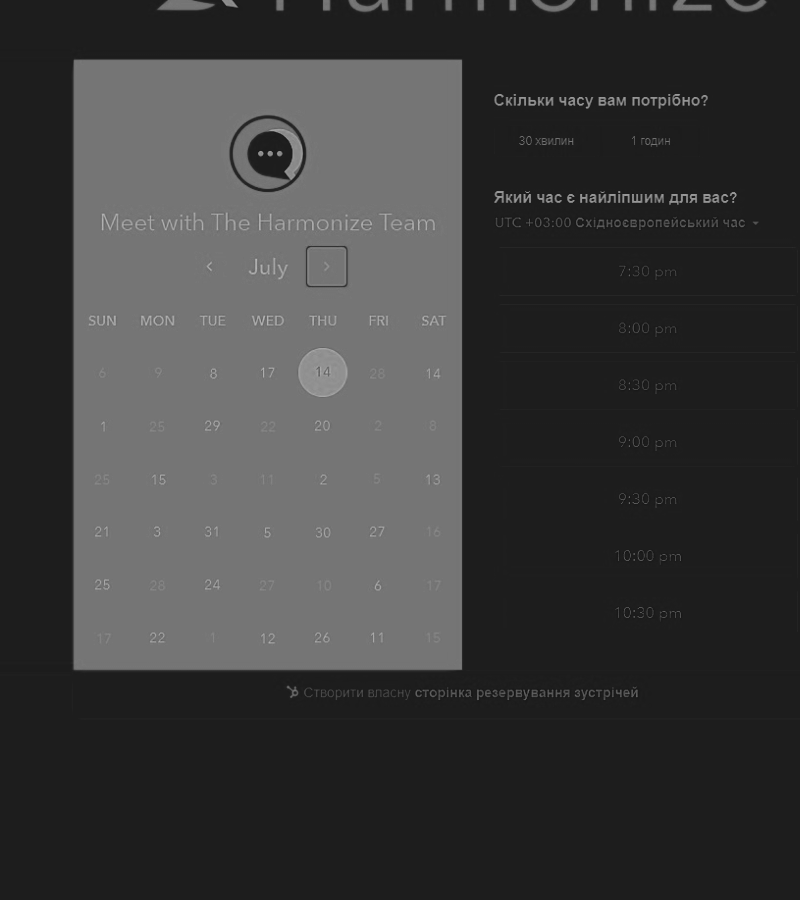 Harmonize
Meet with The Harmonize Team
July
SUN MON TUE WED THU FRI SAT
6 9 8 17 14 28 14
1 25 29 22 20 2 8
25 15 3 11 2 5 13
21 3 31 5 30 27 16
25 28 24 27 10 6 17
17 22 1 12 26 11 15
Скільки часу вам потрібно?
30 хвилин 1 годин
Який час є найліпшим для вас?
UTC +03:00 Східноєвропейський час
7:30 pm
8:00 pm
8:30 pm
9:00 pm
9:30 pm
10:00 pm
10:30 pm
Створити власну сторінка резервування зустрічей